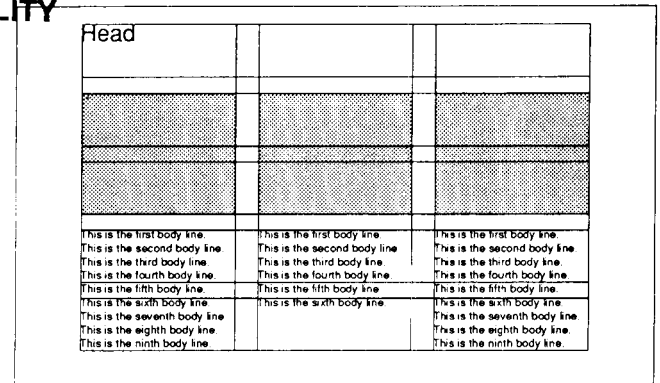 LITY
Head
This is the first body line.
This is the second body line.
This is the third body line.
This is the fourth body line.
This is the fifth body line.
This is the sixth body line.
This is the seventh body line
This is the eighth body line.
This is the ninth body line.
This is the first body line.
This is the second body line
This is the third body line.
This is the fourth body line.
This is the fifth body line
This is the sixth body line.
This is the first body line.
This is the second body line.
This is the third body line.
This is the fourth body line.
This is the fifth body line.
This is the sixth body line.
This is the seventh body line.
This is the eighth body line.
This is the ninth body line.